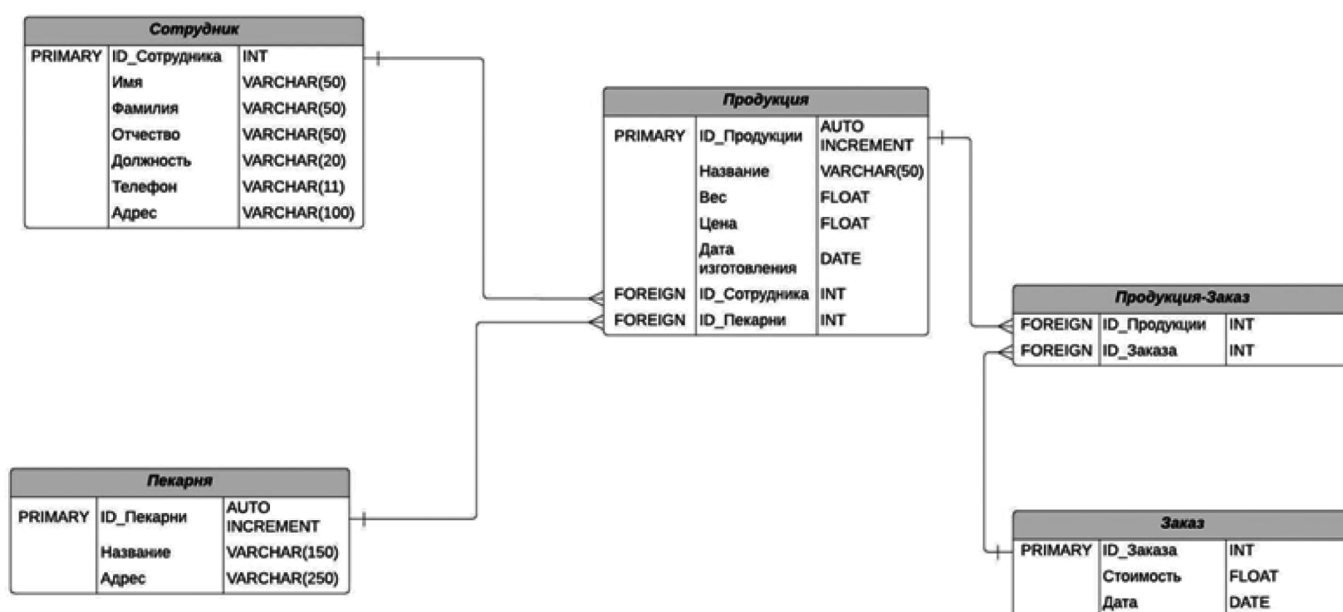 Сотрудник
PRIMARY ID_Сотрудника INT
Имя VARCHAR(50)
Фамилия VARCHAR(50)
Отчество VARCHAR(50)
Должность VARCHAR(20)
Телефон VARCHAR(11)
Адрес VARCHAR(100)
Продукция
PRIMARY ID_Продукции AUTO
INCREMENT
Название VARCHAR(50)
Вес FLOAT
Цена FLOAT
Дата
изготовления DATE
FOREIGN ID_Сотрудника INT
FOREIGN ID_Пекарни INT
Продукция-Заказ
FOREIGN ID_Продукции INT
FOREIGN ID_Заказа INT
Пекарня
PRIMARY ID_Пекарни AUTO
INCREMENT
Название VARCHAR(150)
Адрес VARCHAR(250)
Заказ
PRIMARY ID_Заказа INT
Стоимость FLOAT
Дата DATE